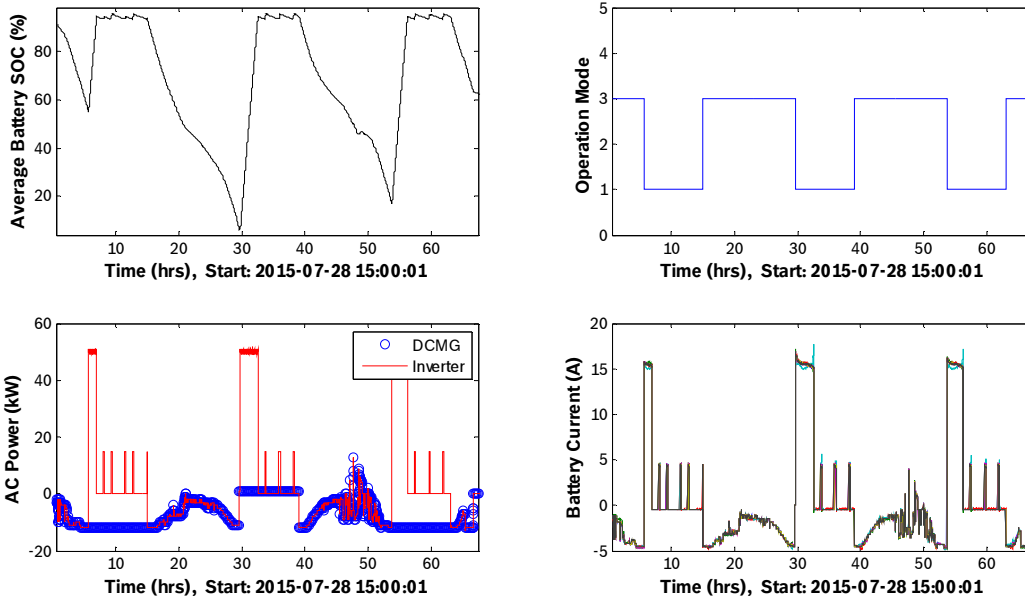 Average Battery SOC (%)
80
60
40
20
10 20 30 40 50 60
Time (hrs), Start: 2015-07-28 15:00:01
Operation Mode
5
4
3
2
1
0
10 20 30 40 50 60
Time (hrs), Start: 2015-07-28 15:00:01
AC Power (kW)
60
40
20
0
-20
DCMG
Inverter
10 20 30 40 50 60
Time (hrs), Start: 2015-07-28 15:00:01
Battery Current (A)
20
15
10
5
0
-5
10 20 30 40 50 60
Time (hrs), Start: 2015-07-28 15:00:01